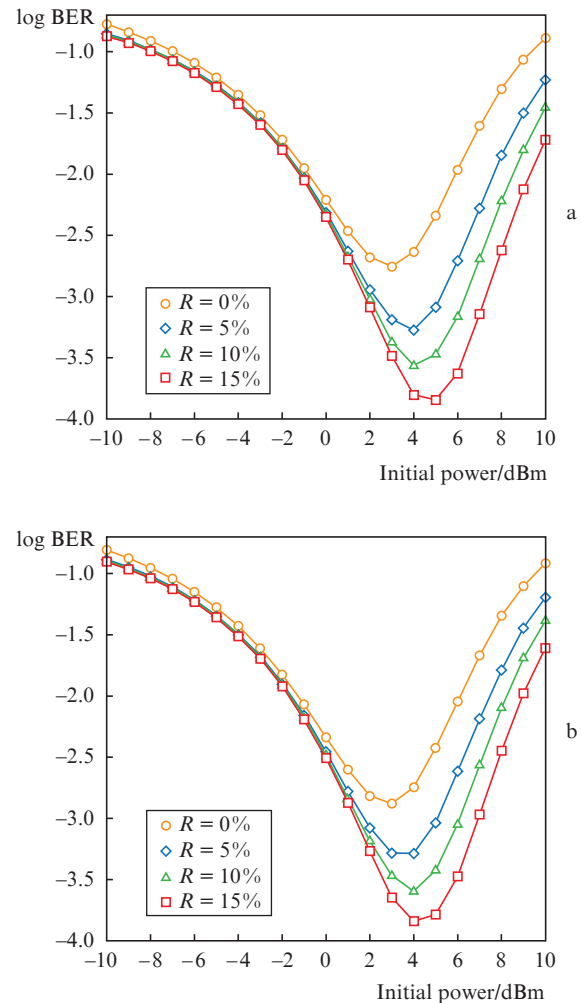 log BER
−1.0
−1.5
−2.0
−2.5
−3.0
−3.5
−4.0
R = 0%
R = 5%
R = 10%
R = 15%
−10 −8 −6 −4 −2 0 2 4 6 8 10
Initial power/dBm
a
log BER
−1.0
−1.5
−2.0
−2.5
−3.0
−3.5
−4.0
R = 0%
R = 5%
R = 10%
R = 15%
−10 −8 −6 −4 −2 0 2 4 6 8 10
Initial power/dBm
b